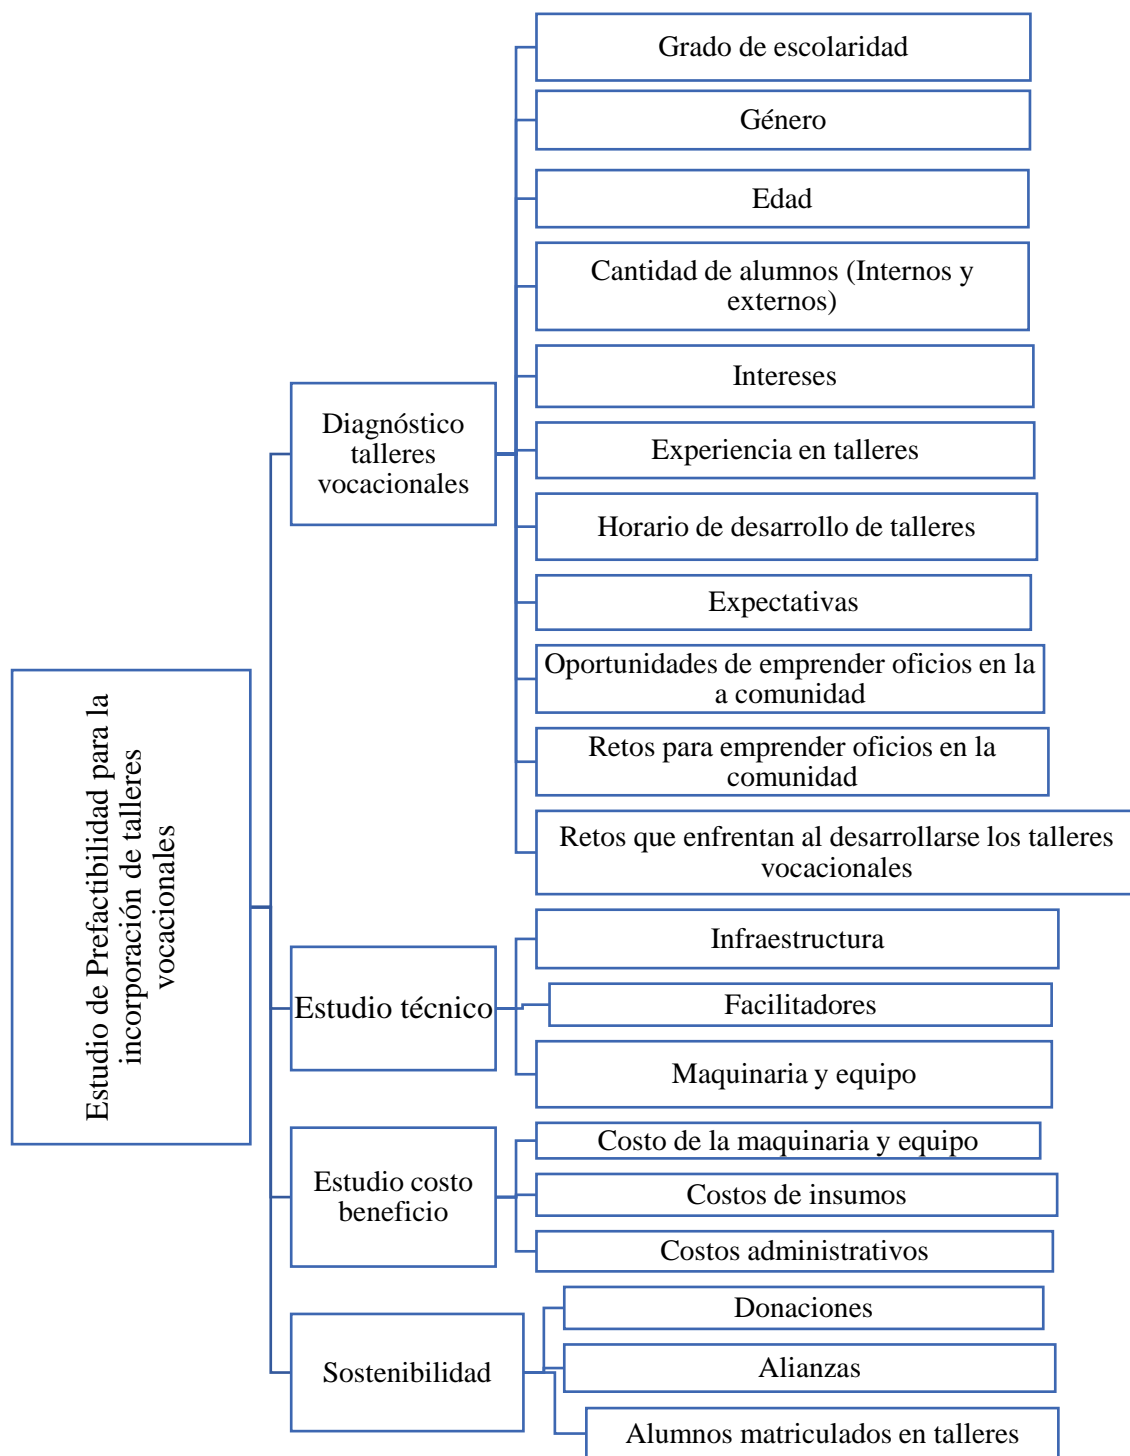 Estudio de Prefactibilidad para la
incorporación de talleres
vocacionales
Diagnóstico
talleres
vocacionales
Grado de escolaridad
Género
Edad
Cantidad de alumnos (Internos y
externos)
Intereses
Experiencia en talleres
Horario de desarrollo de talleres
Expectativas
Oportunidades de emprender oficios en la
a comunidad
Retos para emprender oficios en la
comunidad
Retos que enfrentan al desarrollarse los talleres
vocacionales
Estudio técnico
Infraestructura
Facilitadores
Maquinaria y equipo
Estudio costo
beneficio
Costo de la maquinaria y equipo
Costos de insumos
Costos administrativos
Sostenibilidad
Donaciones
Alianzas
Alumnos matriculados en talleres